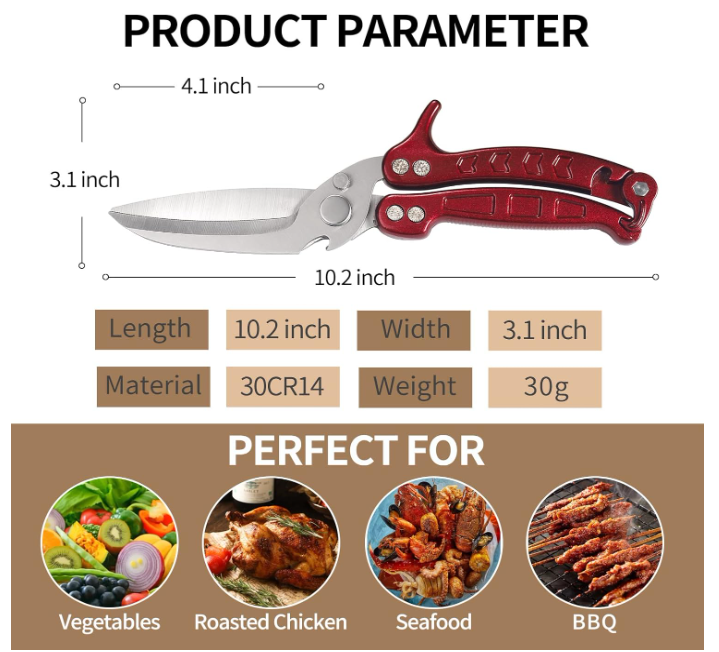 PRODUCT PARAMETER
4.1 inch
3.1 inch
10.2 inch
Length 10.2 inch Width 3.1 inch
Material 30CR14 Weight 30g
PERFECT FOR
Vegetables Roasted Chicken Seafood BBQ